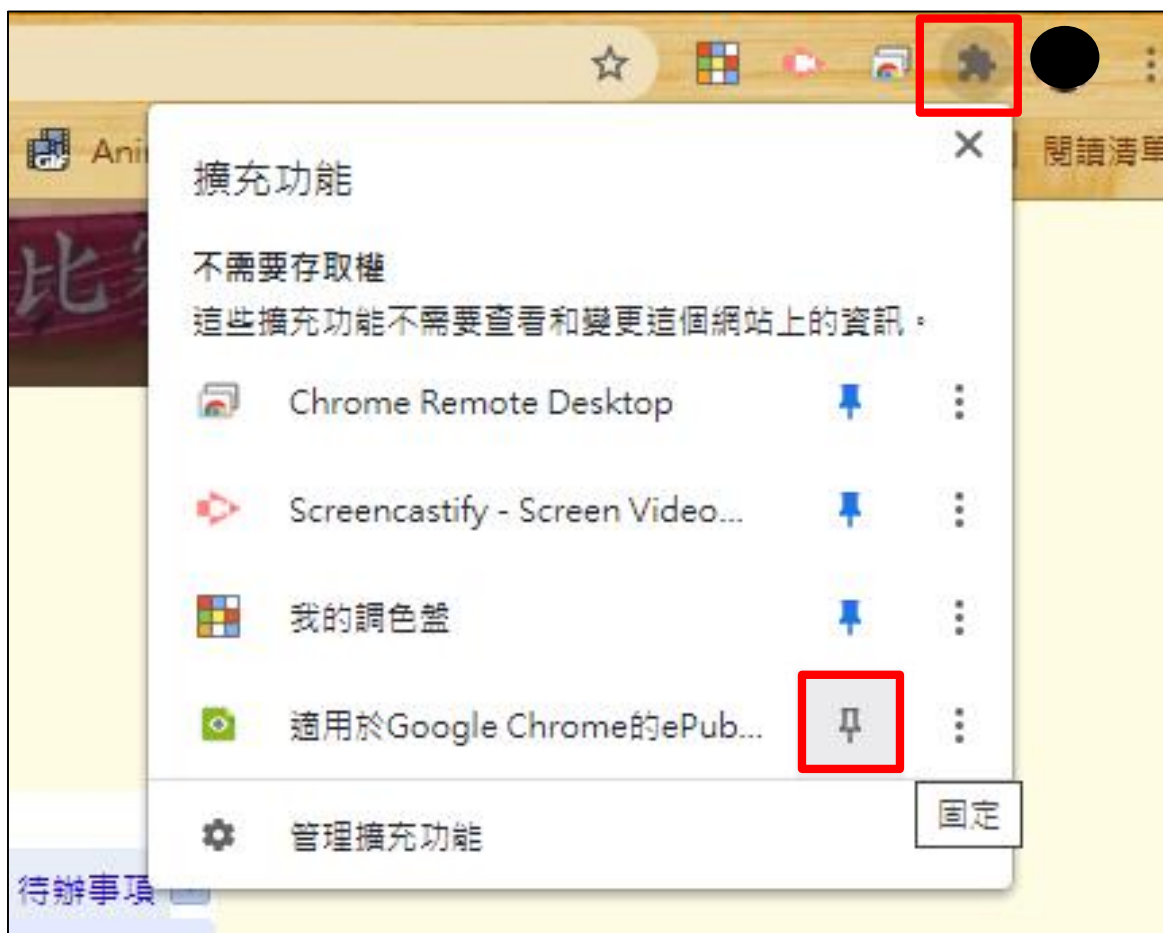 閱讀清單
擴充功能
不需要存取權
這些擴充功能不需要查看和變更這個網站上的資訊。
Chrome Remote Desktop
Screencastify - Screen Video...
我的調色盤
適用於Google Chrome的ePub...
固定
管理擴充功能
待辦事項
GIF
Ani
比